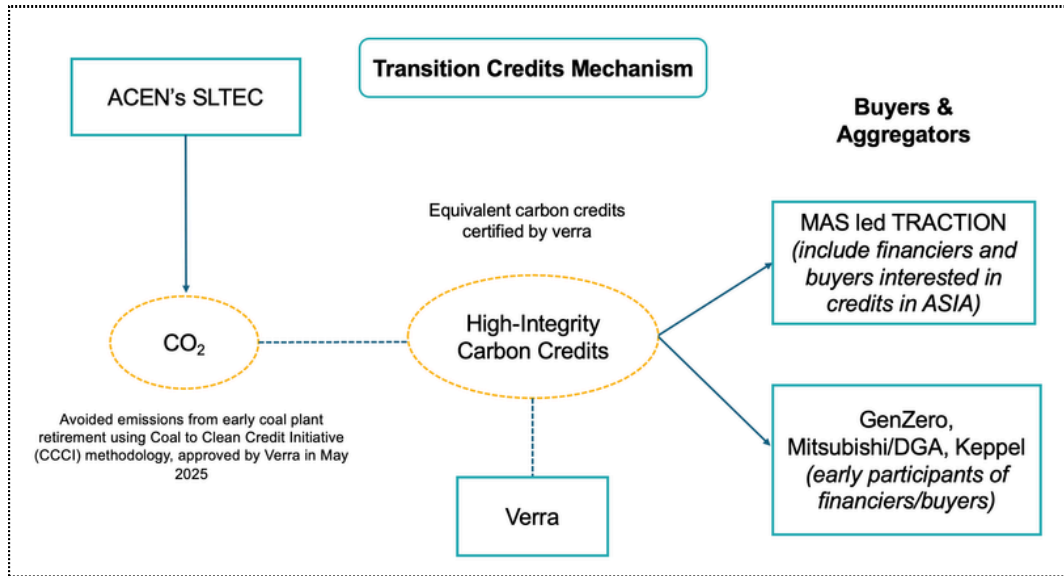 Transition Credits Mechanism
ACEN's SLTEC
Buyers &
Aggregators
Equivalent carbon credits
certified by verra
MAS led TRACTION
(include financiers and
buyers interested in
credits in ASIA)
CO₂
High-Integrity
Carbon Credits
Avoided emissions from early coal plant
retirement using Coal to Clean Credit Initiative
(CCCI) methodology, approved by Verra in May
2025
GenZero,
Mitsubishi/DGA, Keppel
(early participants of
financiers/buyers)
Verra